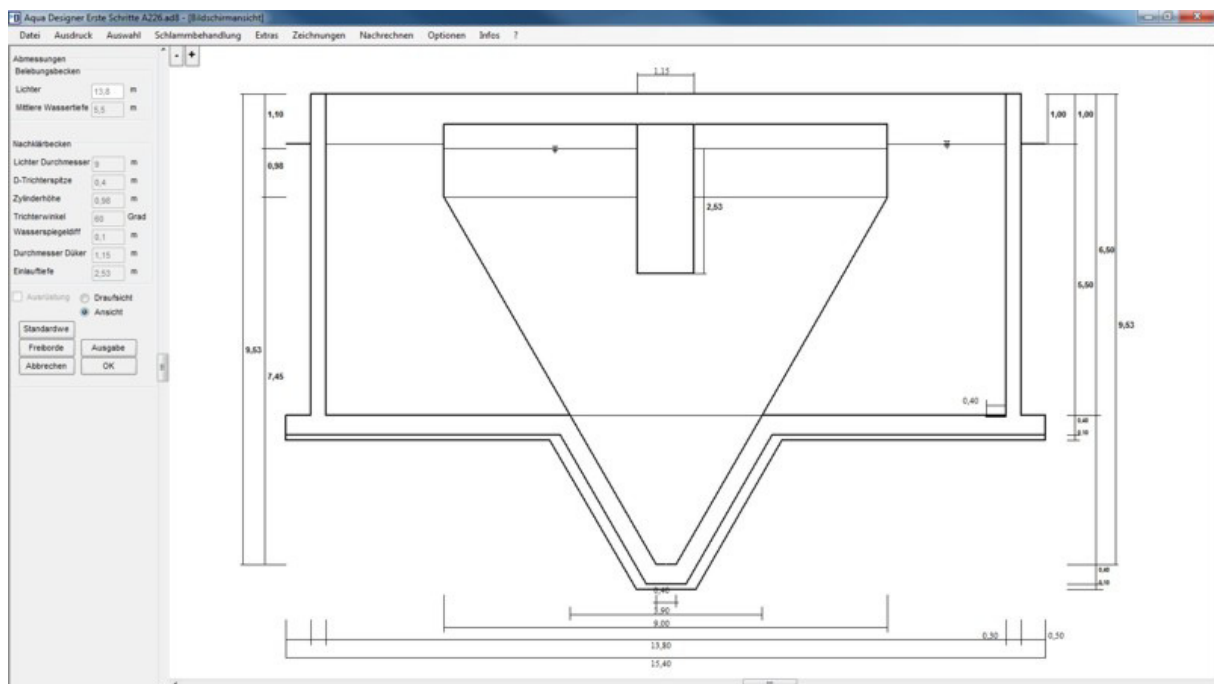 Aqua Designer Erste Schritte A226.ad8 - [Bildschirmansicht]
Datei Ausdruck Auswahl Schlammbehandlung Extras Zeichnungen Nachrechnen Optionen Infos ?
- +
Abmessungen
Belebungsbecken
Lichter 13,8 m
Mittlere Wassertiefe 5,5 m
Nachklärbecken
Lichter Durchmesser 9 m
D-Trichterspitze 0,4 m
Zylinderhöhe 0,98 m
Trichterwinkel 60 Grad
Wasserspiegeldiff 0,1 m
Durchmesser Düker 1,15 m
Einlauftiefe 2,53 m
Ausrüstung Draufsicht
Ansicht
Standardwe
Freiborde Ausgabe
Abbrechen OK
1,15
1,10
1,00 1,00
0,98
2,53
6,50
5,50
9,53
9,53
7,45
0,40
0,40
0,10
0,40
0,10
0,40
3,90
9,00
0,30 0,50
13,80
15,40